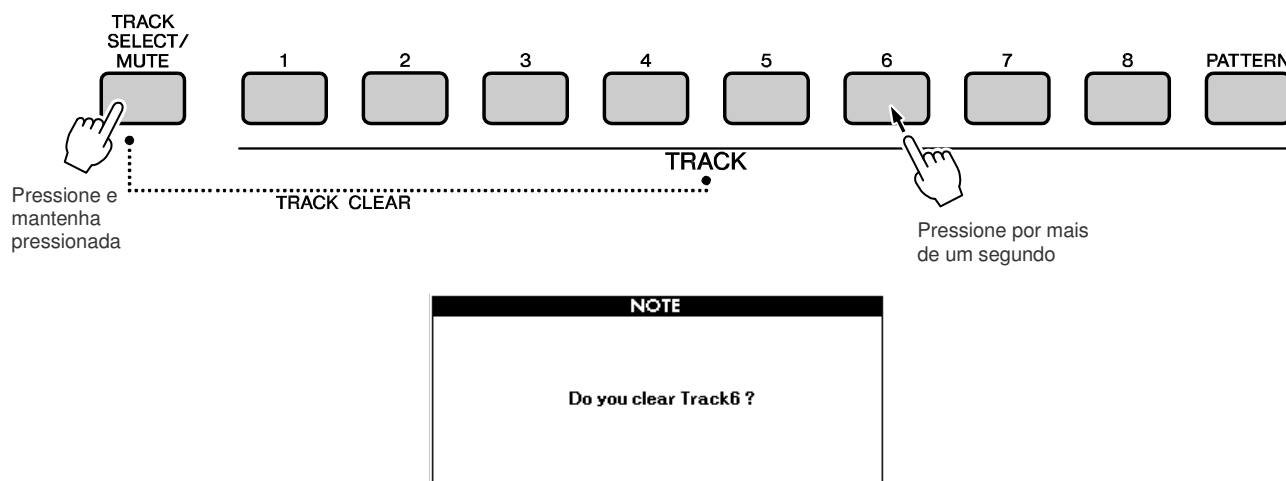 TRACK
SELECT/
MUTE
1 2 3 4 5 6 7 8 PATTERN
TRACK
TRACK CLEAR
Pressione e
mantenha
pressionada
Pressione por mais
de um segundo
NOTE
Do you clear Track6 ?